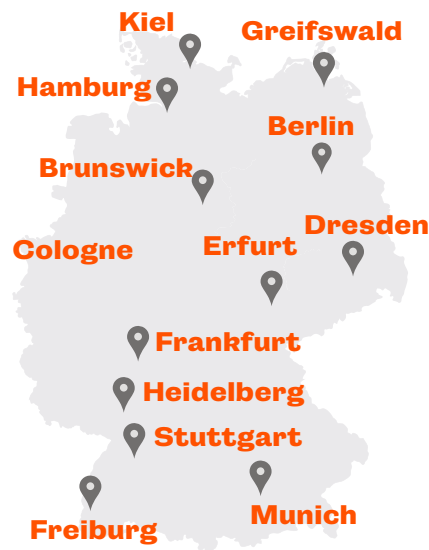 Kiel
Greifswald
Hamburg
Berlin
Brunswick
Dresden
Erfurt
Cologne
Frankfurt
Heidelberg
Stuttgart
Munich
Freiburg